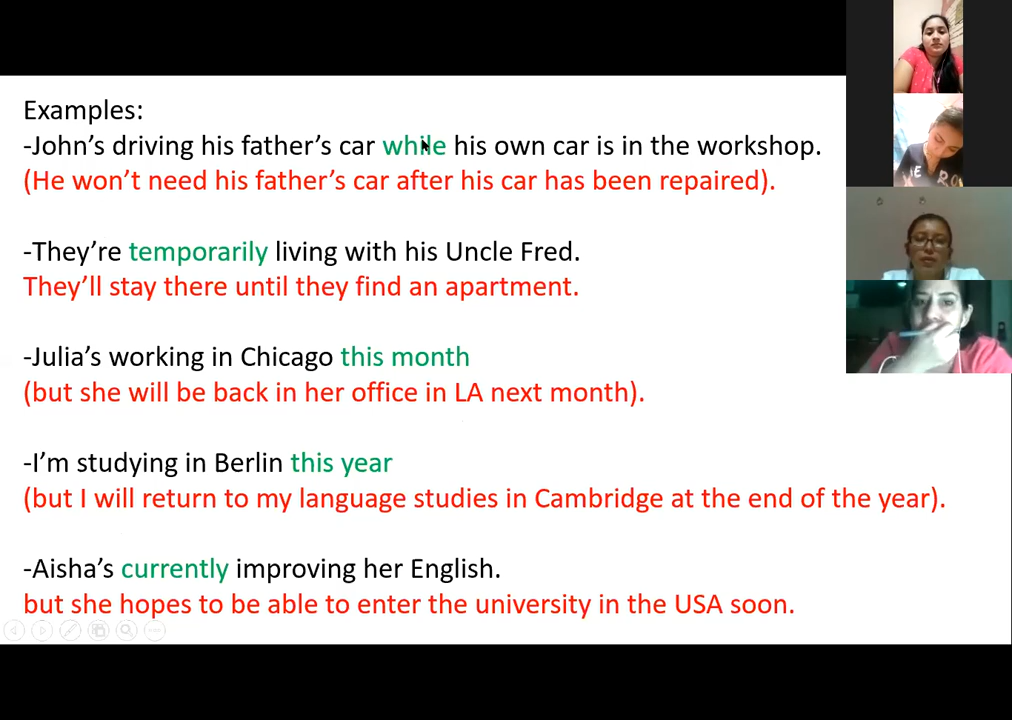 Examples:
-John's driving his father's car while his own car is in the workshop.
(He won't need his father's car after his car has been repaired).
-They're temporarily living with his Uncle Fred.
They'll stay there until they find an apartment.
-Julia's working in Chicago this month
(but she will be back in her office in LA next month).
-I'm studying in Berlin this year
(but I will return to my language studies in Cambridge at the end of the year).
-Aisha's currently improving her English.
but she hopes to be able to enter the university in the USA soon.